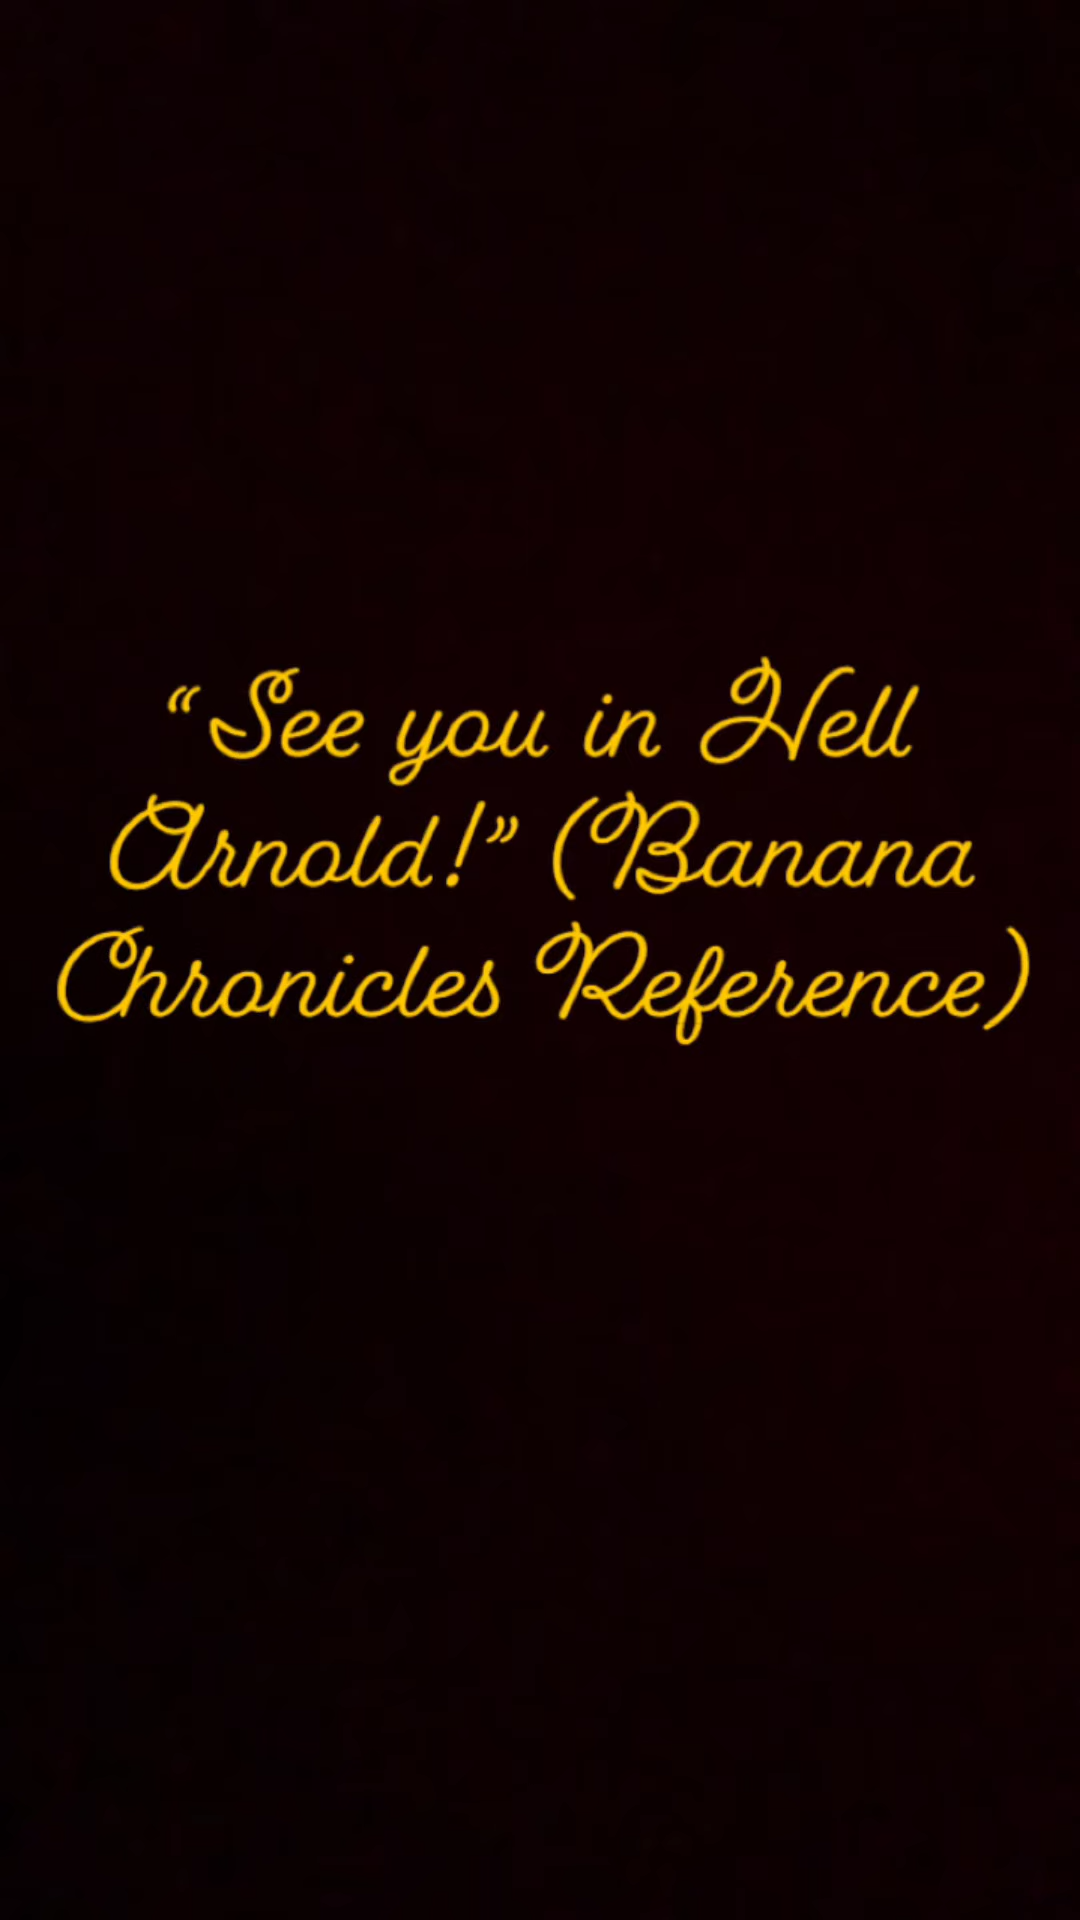 “See you in Hell
Arnold!” (Banana
Chronicles Reference)